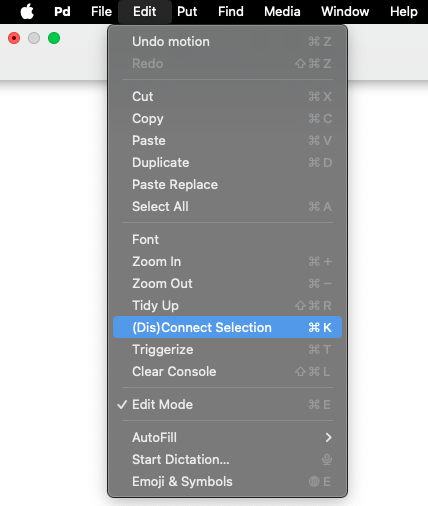 Pd File Edit Put Find Media Window Help
Undo motion ⌘ Z
Redo ⇧ ⌘ Z
Cut ⌘ X
Copy ⌘ C
Paste ⌘ V
Duplicate ⌘ D
Paste Replace
Select All ⌘ A
Font
Zoom In ⌘ +
Zoom Out ⌘ −
Tidy Up ⇧ ⌘ R
(Dis)Connect Selection ⌘ K
Triggerize ⌘ T
Clear Console ⇧ ⌘ L
✓ Edit Mode ⌘ E
AutoFill >
Start Dictation...
Emoji & Symbols 🌐 E